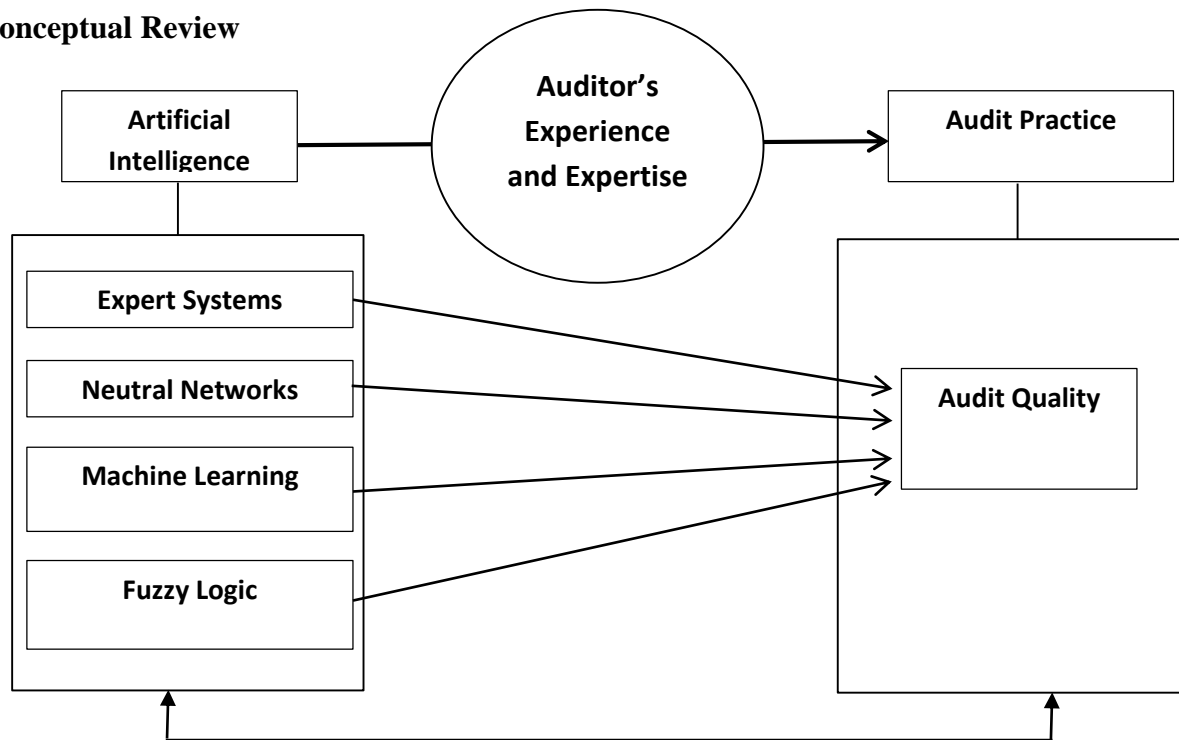 onceptual Review
Artificial
Intelligence
Auditor's
Experience
and Expertise
Audit Practice
Expert Systems
Neutral Networks
Machine Learning
Fuzzy Logic
Audit Quality